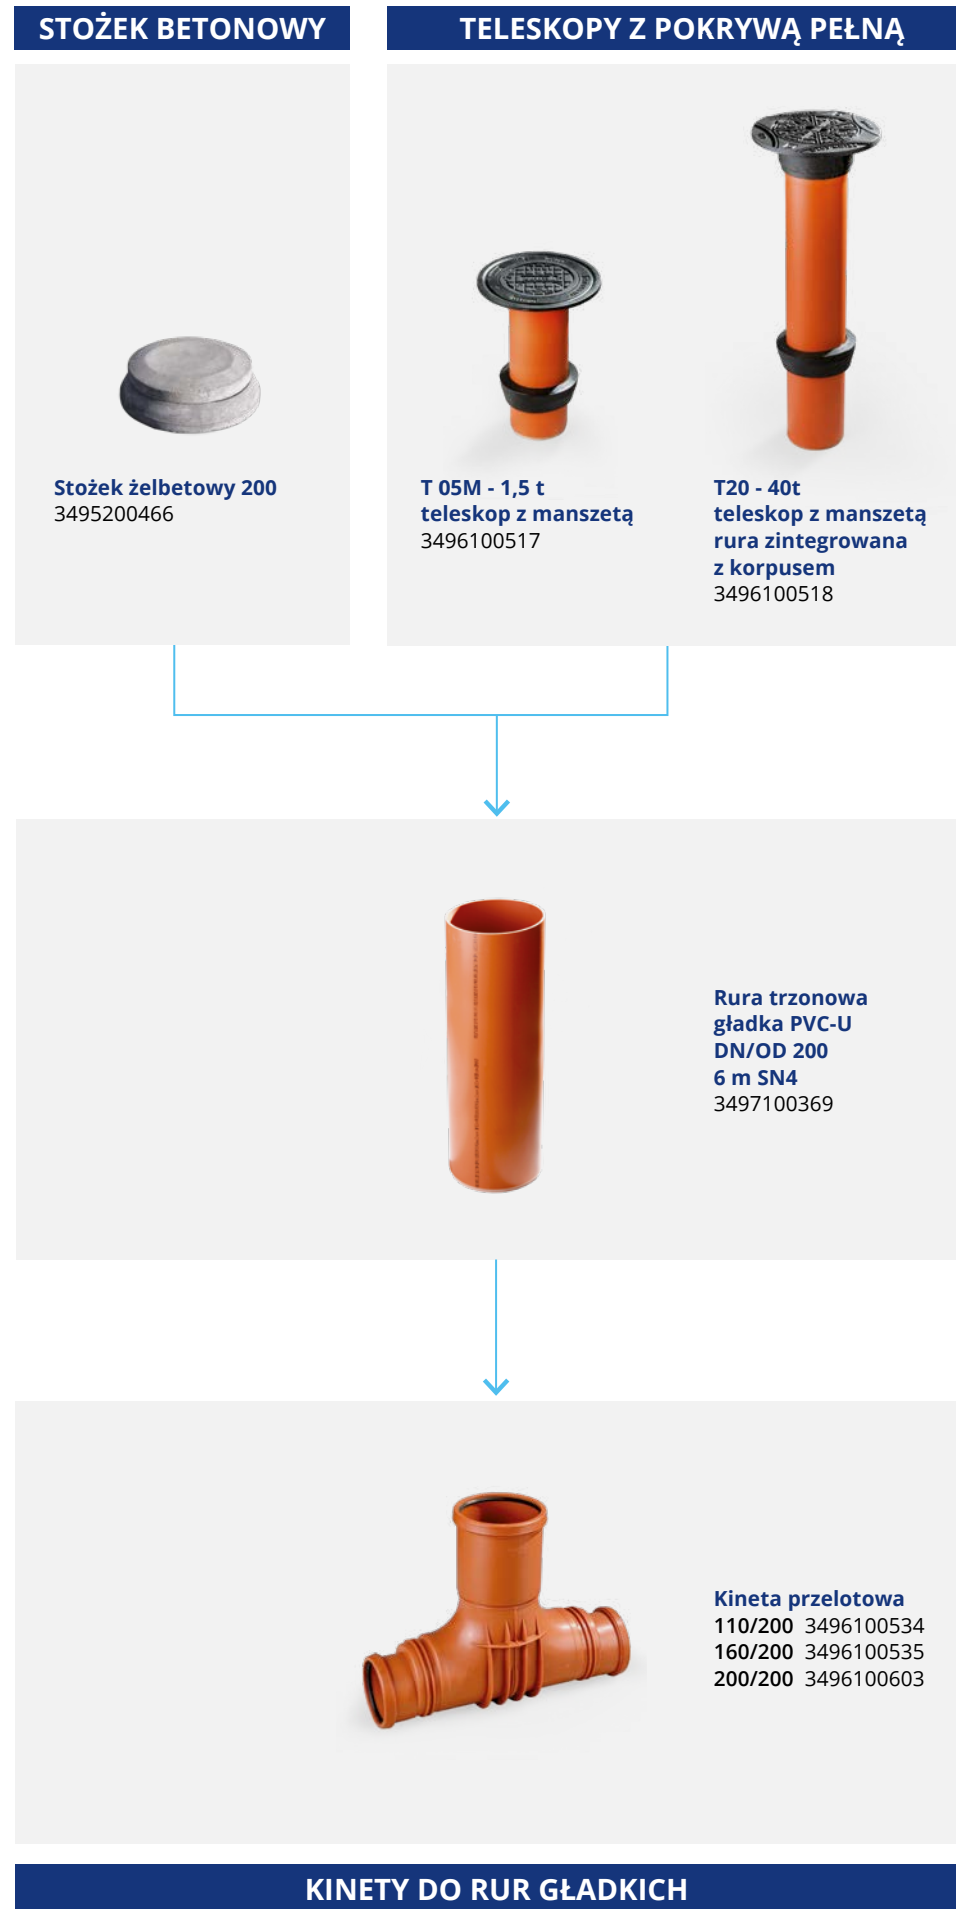 STOŻEK BETONOWY
TELESKOPY Z POKRYWĄ PEŁNĄ
Stożek żelbetowy 200
3495200466
T 05M - 1,5 t
teleskop z manszetą
3496100517
T20 - 40t
teleskop z manszetą
rura zintegrowana
z korpusem
3496100518
Rura trzonowa
gładka PVC-U
DN/OD 200
6 m SN4
3497100369
Kineta przelotowa
110/200 3496100534
160/200 3496100535
200/200 3496100603
KINETY DO RUR GŁADKICH